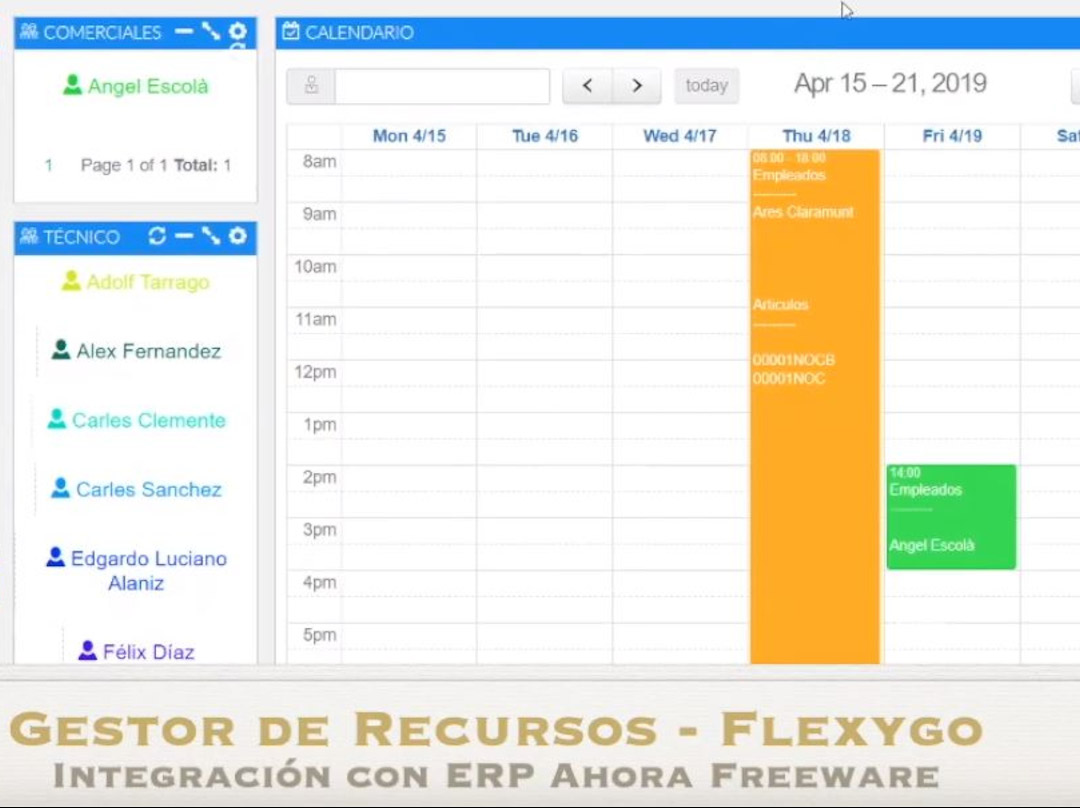 COMERCIALES
Angel Escolà
1 Page 1 of 1 Total: 1
TÉCNICO
Adolf Tarrago
Alex Fernandez
Carles Clemente
Carles Sanchez
Edgardo Luciano
Alaniz
Félix Díaz
CALENDARIO
today
Apr 15 – 21, 2019
Mon 4/15 Tue 4/16 Wed 4/17 Thu 4/18 Fri 4/19 Sat
8am
9am
10am
11am
12pm
1pm
2pm
3pm
4pm
5pm
08:00 - 18:00
Empleados
----------
Ares Claramunt
Articulos
----------
00001NOCB
00001NOC
14:00
Empleados
----------
Angel Escolà
GESTOR DE RECURSOS - FLEXYGO
INTEGRACIÓN CON ERP AHORA FREEWARE